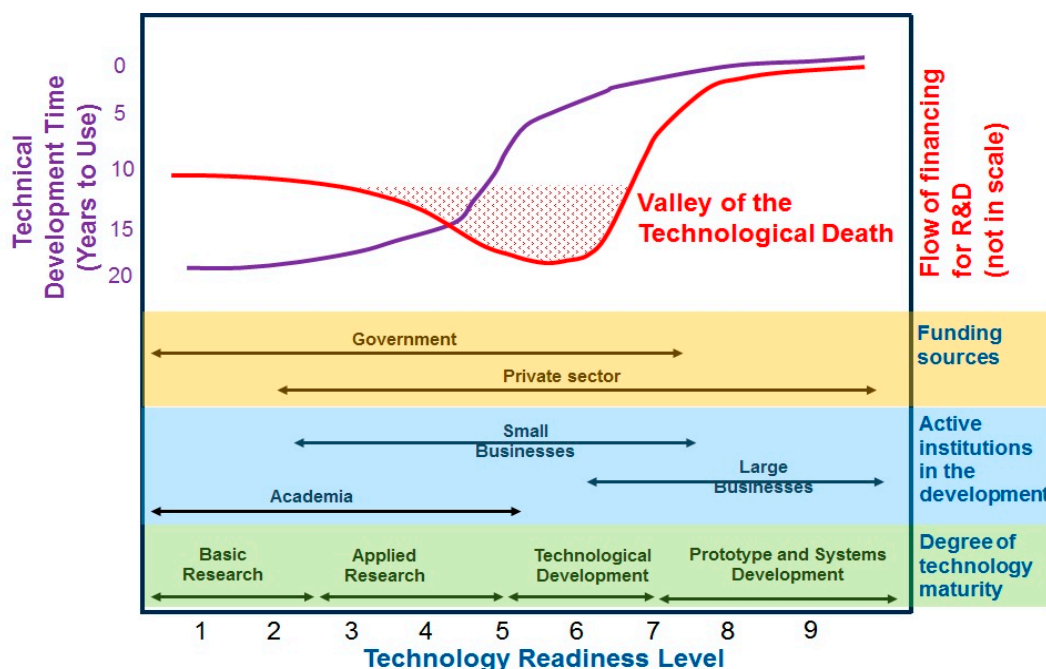 Technical
Development Time
(Years to Use)
0
5
10
15
20
Valley of the
Technological Death
Flow of financing
for R&D
(not in scale)
Government
Private sector
Funding
sources
Small
Businesses
Large
Businesses
Academia
Active
institutions
in the
development
Basic
Research
Applied
Research
Technological
Development
Prototype and Systems
Development
Degree of
technology
maturity
1 2 3 4 5 6 7 8 9
Technology Readiness Level